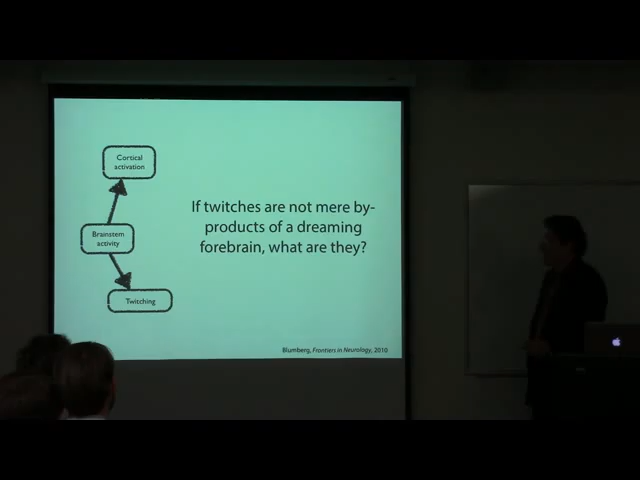 Cortical
activation
If twitches are not mere by-
products of a dreaming
forebrain, what are they?
Brainstem
activity
Twitching
Blumberg, Frontiers in Neurology, 2010